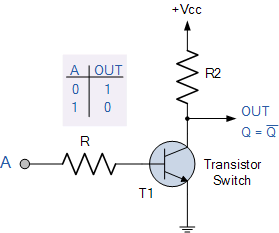 +Vcc
A OUT
0 1
1 0
R2
OUT
Q = Q̅
R
A
T1
Transistor
Switch